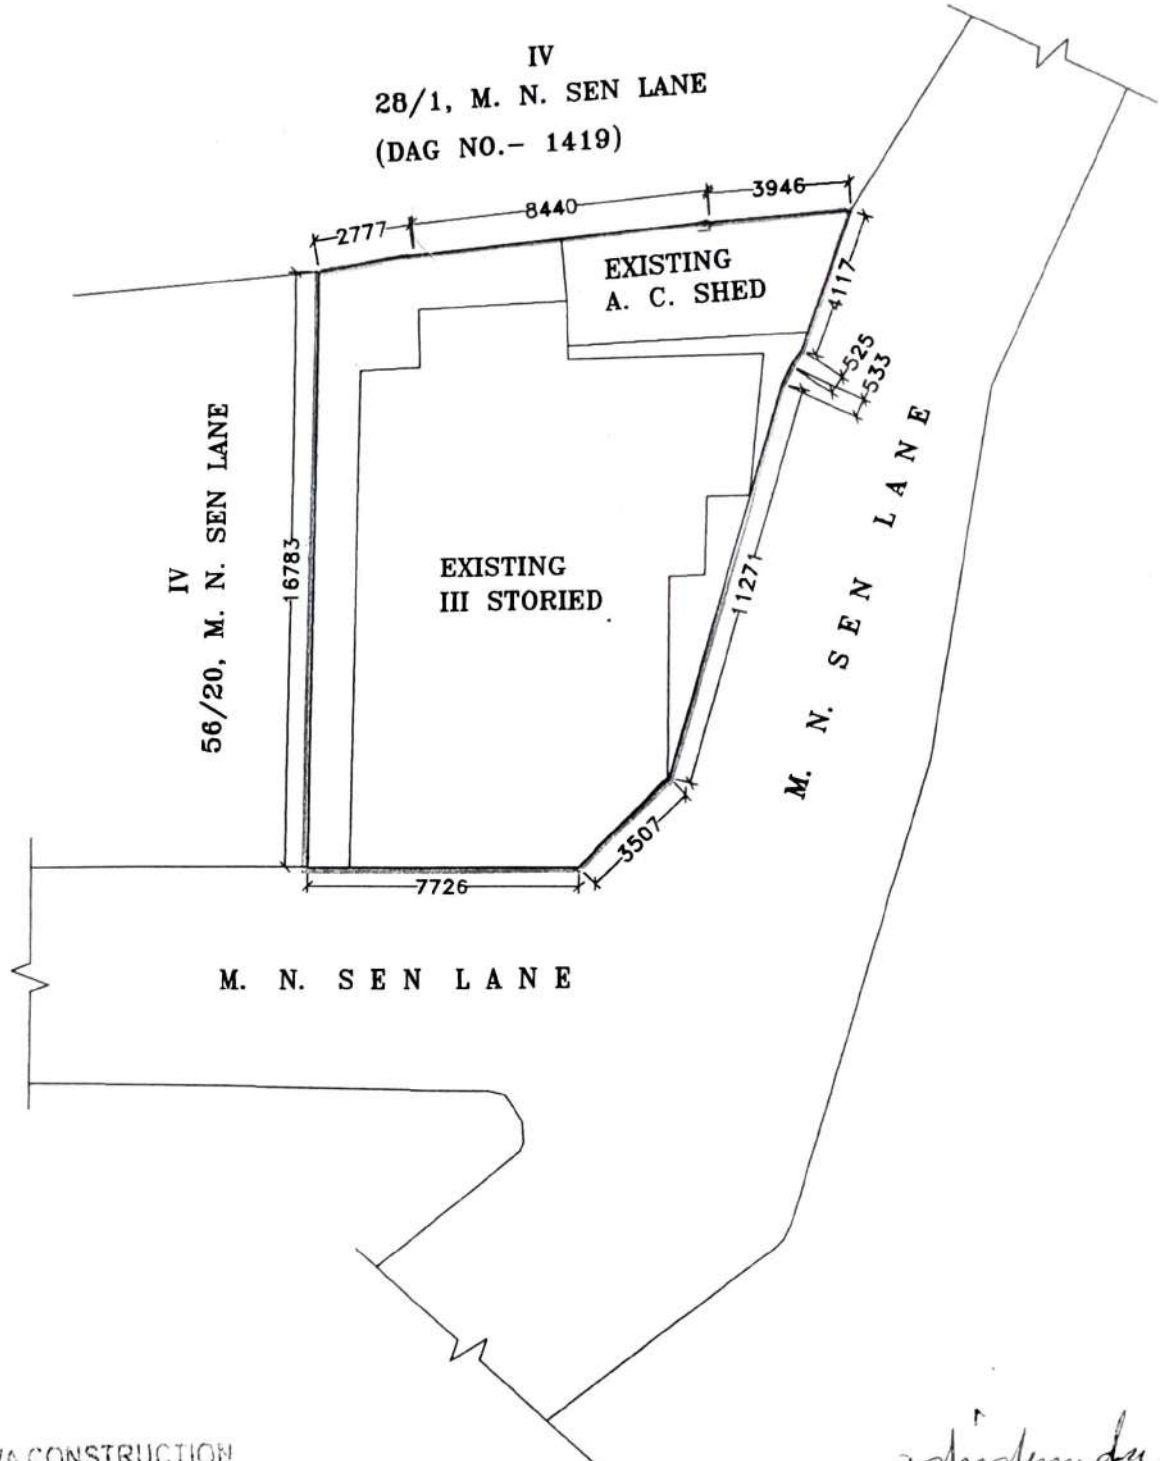 IV
28/1, M. N. SEN LANE
(DAG NO.- 1419)
2777
8440
3946
EXISTING
A. C. SHED
4117
525
533
IV
56/20, M. N. SEN LANE
16783
EXISTING
III STORIED
11271
M. N. SEN LANE
3507
7726
M. N. SEN LANE
CONSTRUCTION